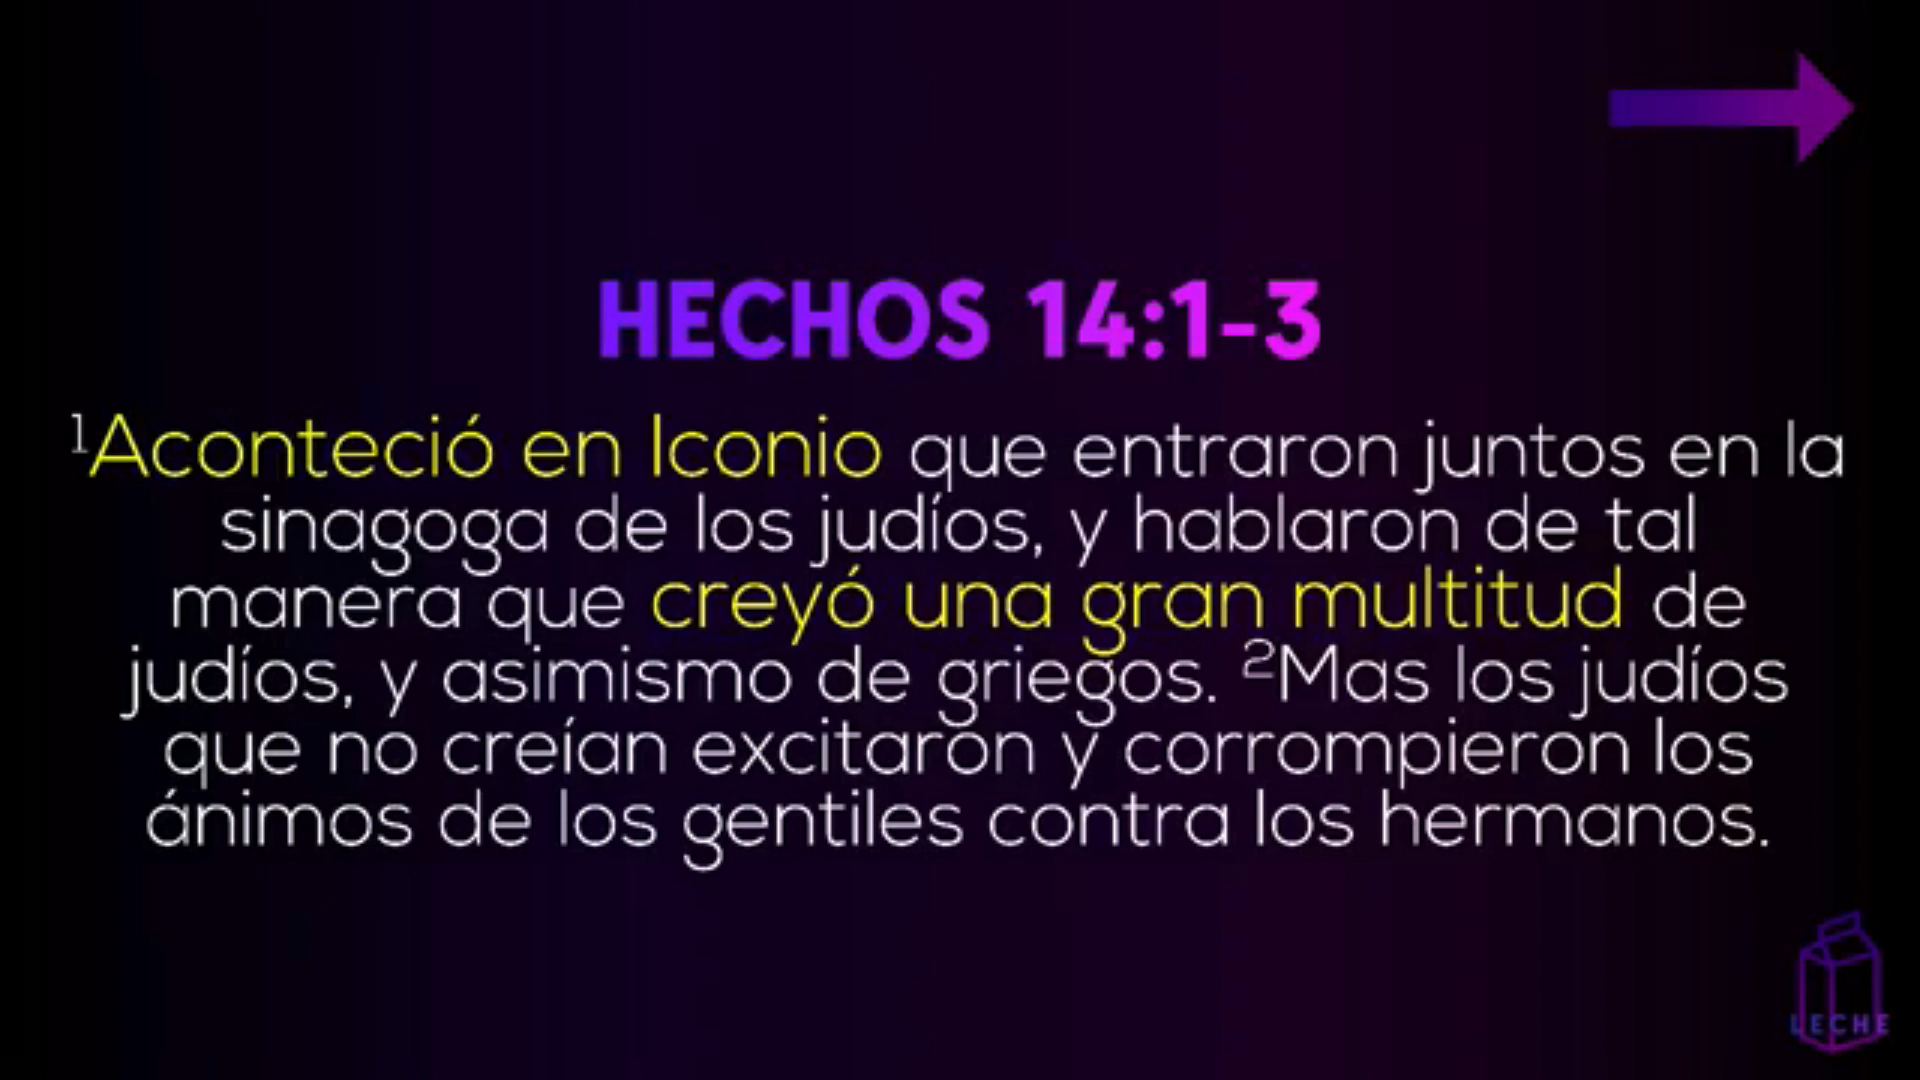 HECHOS 14:1-3
¹Aconteció en Iconio que entraron juntos en la
sinagoga de los judíos, y hablaron de tal
manera que creyó una gran multitud de
judíos, y asimismo de griegos. ²Mas los judíos
que no creían excitaron y corrompieron los
ánimos de los gentiles contra los hermanos.
LECHE